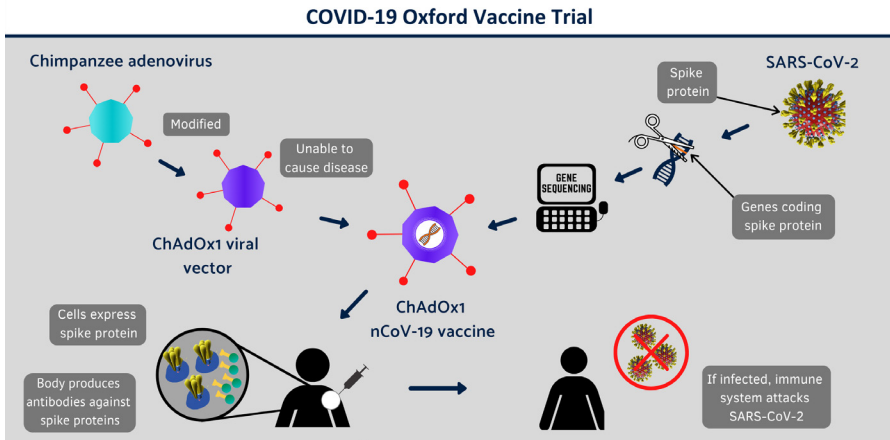 COVID-19 Oxford Vaccine Trial
Chimpanzee adenovirus
SARS-CoV-2
Spike
protein
Modified
Unable to
cause disease
GENE
SEQUENCING
Genes coding
spike protein
ChAdOx1 viral
vector
ChAdOx1
nCoV-19 vaccine
Cells express
spike protein
Body produces
antibodies against
spike proteins
If infected, immune
system attacks
SARS-CoV-2